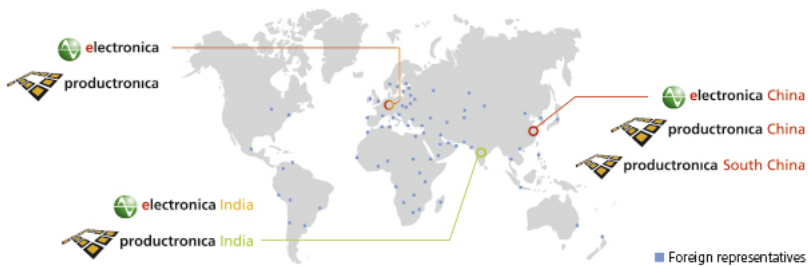 electronica
productronica
electronica China
productronica China
productronica South China
electronica India
productronica India
Foreign representatives